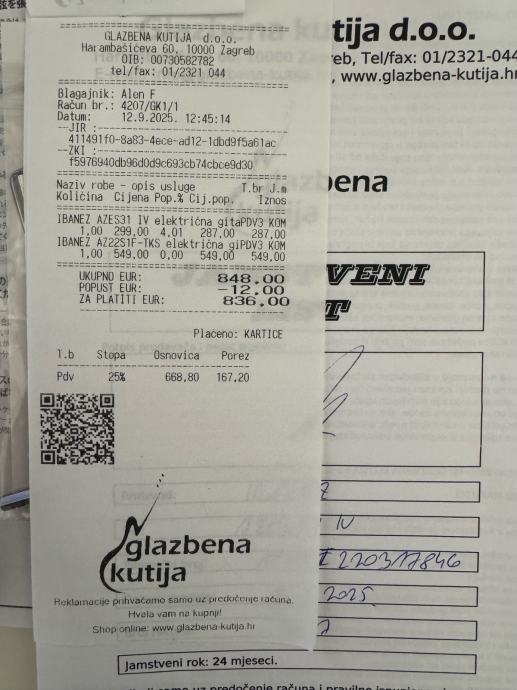 GLAZBENA KUTIJA d.o.o.
Harambašićeva 60, 10000 Zagreb
OIB: 00730582782
tel/fax: 01/2321 044
Blagajnik: Alen F
Račun br.: 4207/GK1/1
Datum: 12.9.2025. 12:45:14
--JIR :
411491f0-8a83-4ece-ad12-1dbd9f5a61ac
--ZKI :
f5976940db96d0d9c693cb74cbce9d30
Naziv robe - opis usluge T.br J.m
Količina Cijena Pop.% Cij.pop. Iznos
IBANEZ AZES31 IV električna gitaPDV3 KOM
1,00 299,00 4,01 287,00 287,00
IBANEZ AZ22S1F-TKS električna giPDV3 KOM
1,00 549,00 0,00 549,00 549,00
UKUPNO EUR: 848.00
POPUST EUR: -12.00
ZA PLATITI EUR: 836.00
Plaćeno: KARTICE
T.b Stopa Osnovica Porez
Pdv 25% 668,80 167,20
glazbena
kutija
Reklamacije prihvaćamo samo uz predočenje računa.
Hvala vam na kupnji!
Shop online: www.glazbena-kutija.hr
tija d.o.o.
eb, Tel/fax: 01/2321-044
, www.glazbena-kutija.hr
bena
VENI
T
IV
I220317846
2025.
Jamstveni rok: 24 mjeseci.